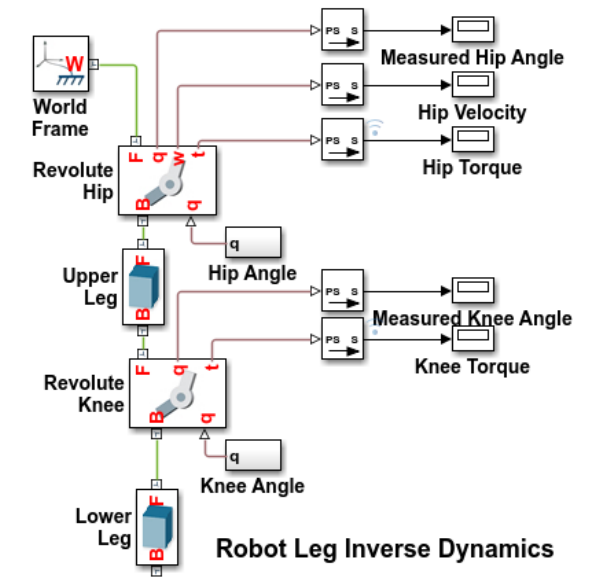 PS S
Measured Hip Angle
W
World
Frame
PS S
Hip Velocity
PS S
Hip Torque
F q w t
Revolute
Hip
B q
q
Hip Angle
F
Upper
Leg
B
PS S
Measured Knee Angle
PS S
Knee Torque
F q t
Revolute
Knee
B q
q
Knee Angle
F
Lower
Leg
B
Robot Leg Inverse Dynamics